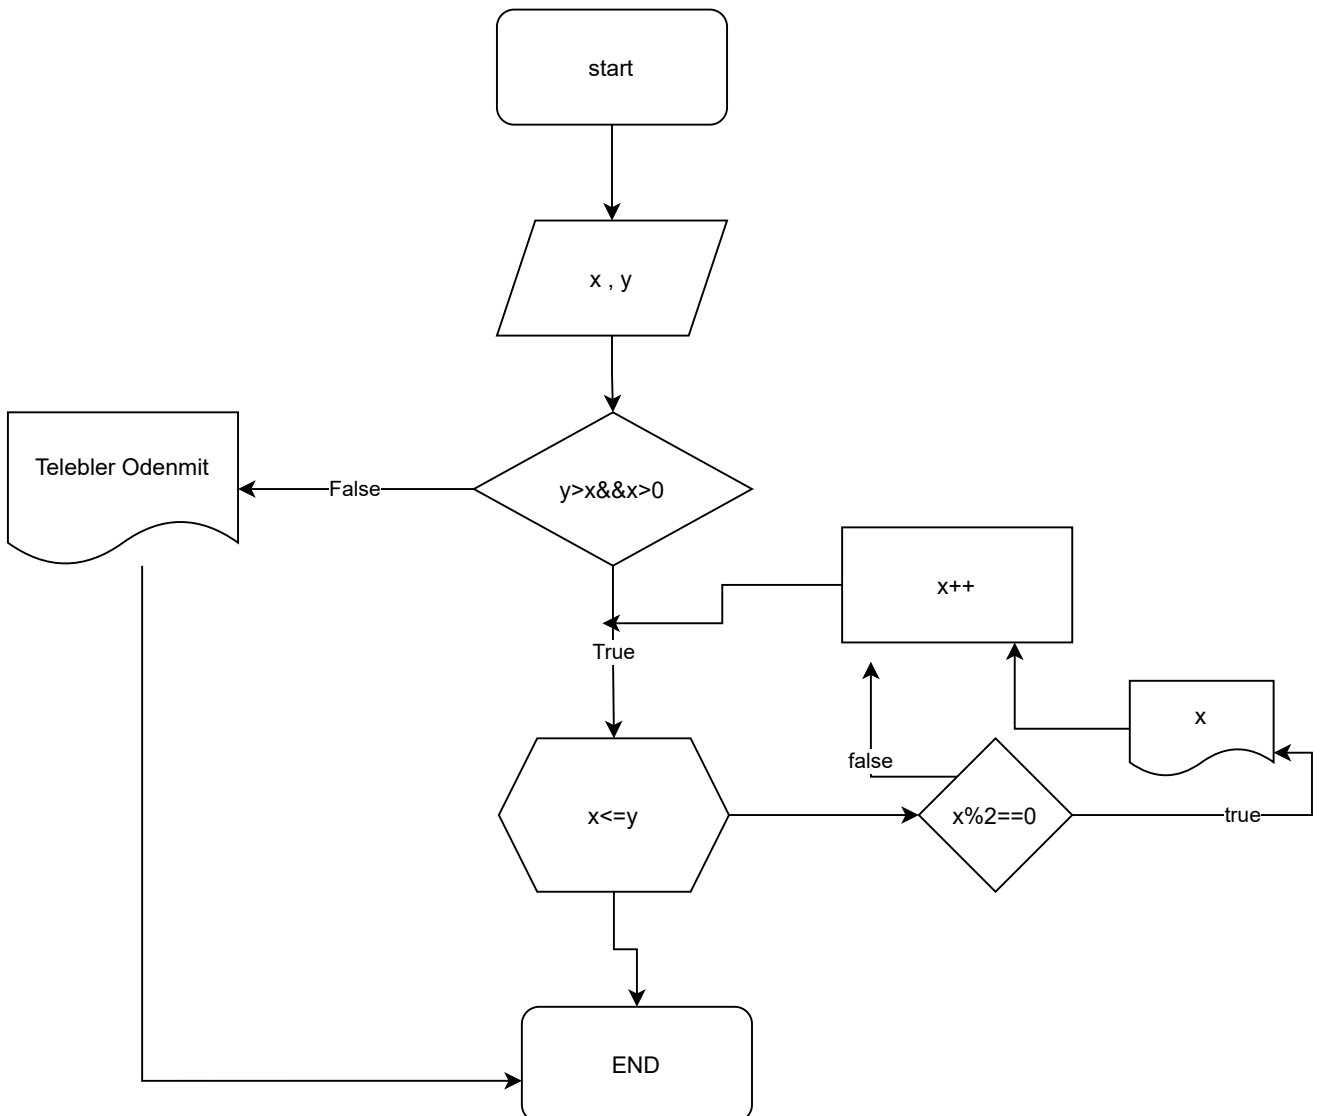 start
x , y
y>x&&x>0
False
Telebler Odenmit
True
x++
x<=y
x%2==0
false
true
x
END